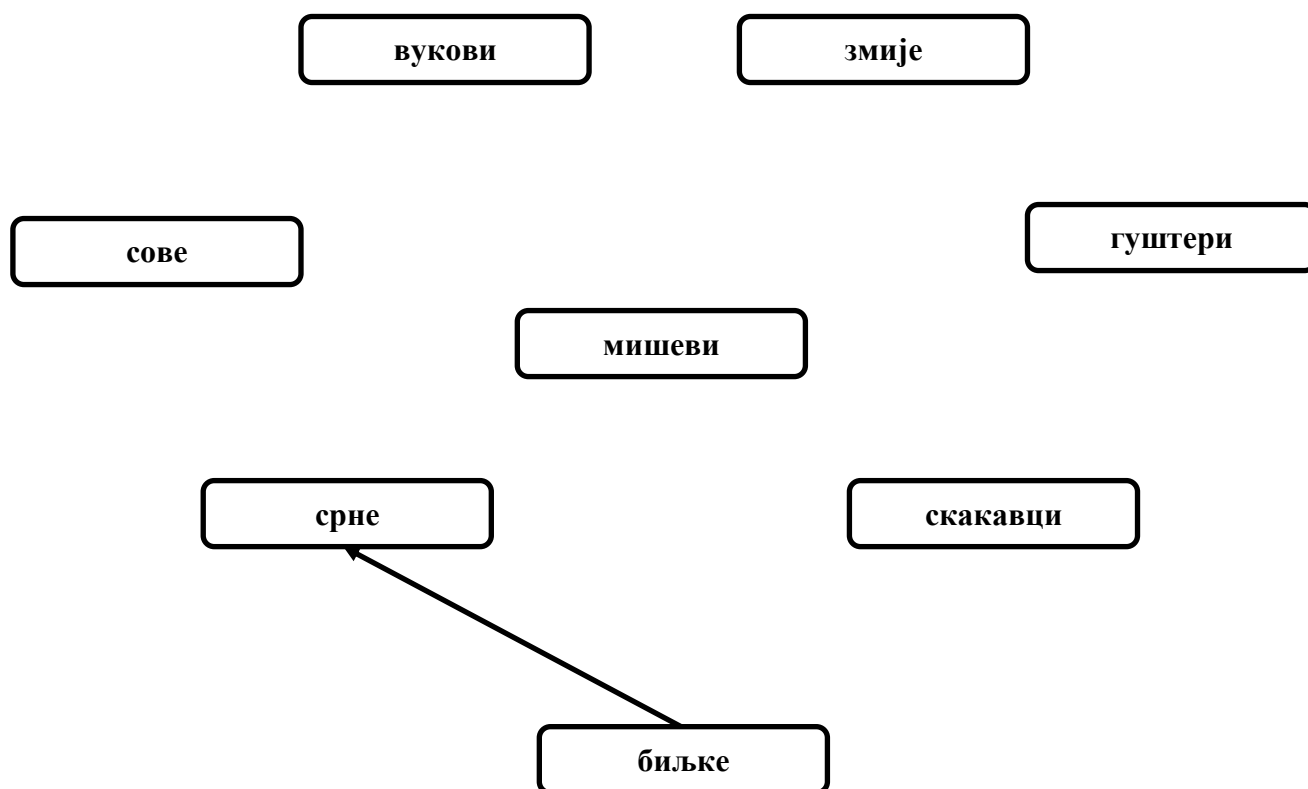 вукови
змије
сове
гуштери
мишеви
срне
скакавци
биљке